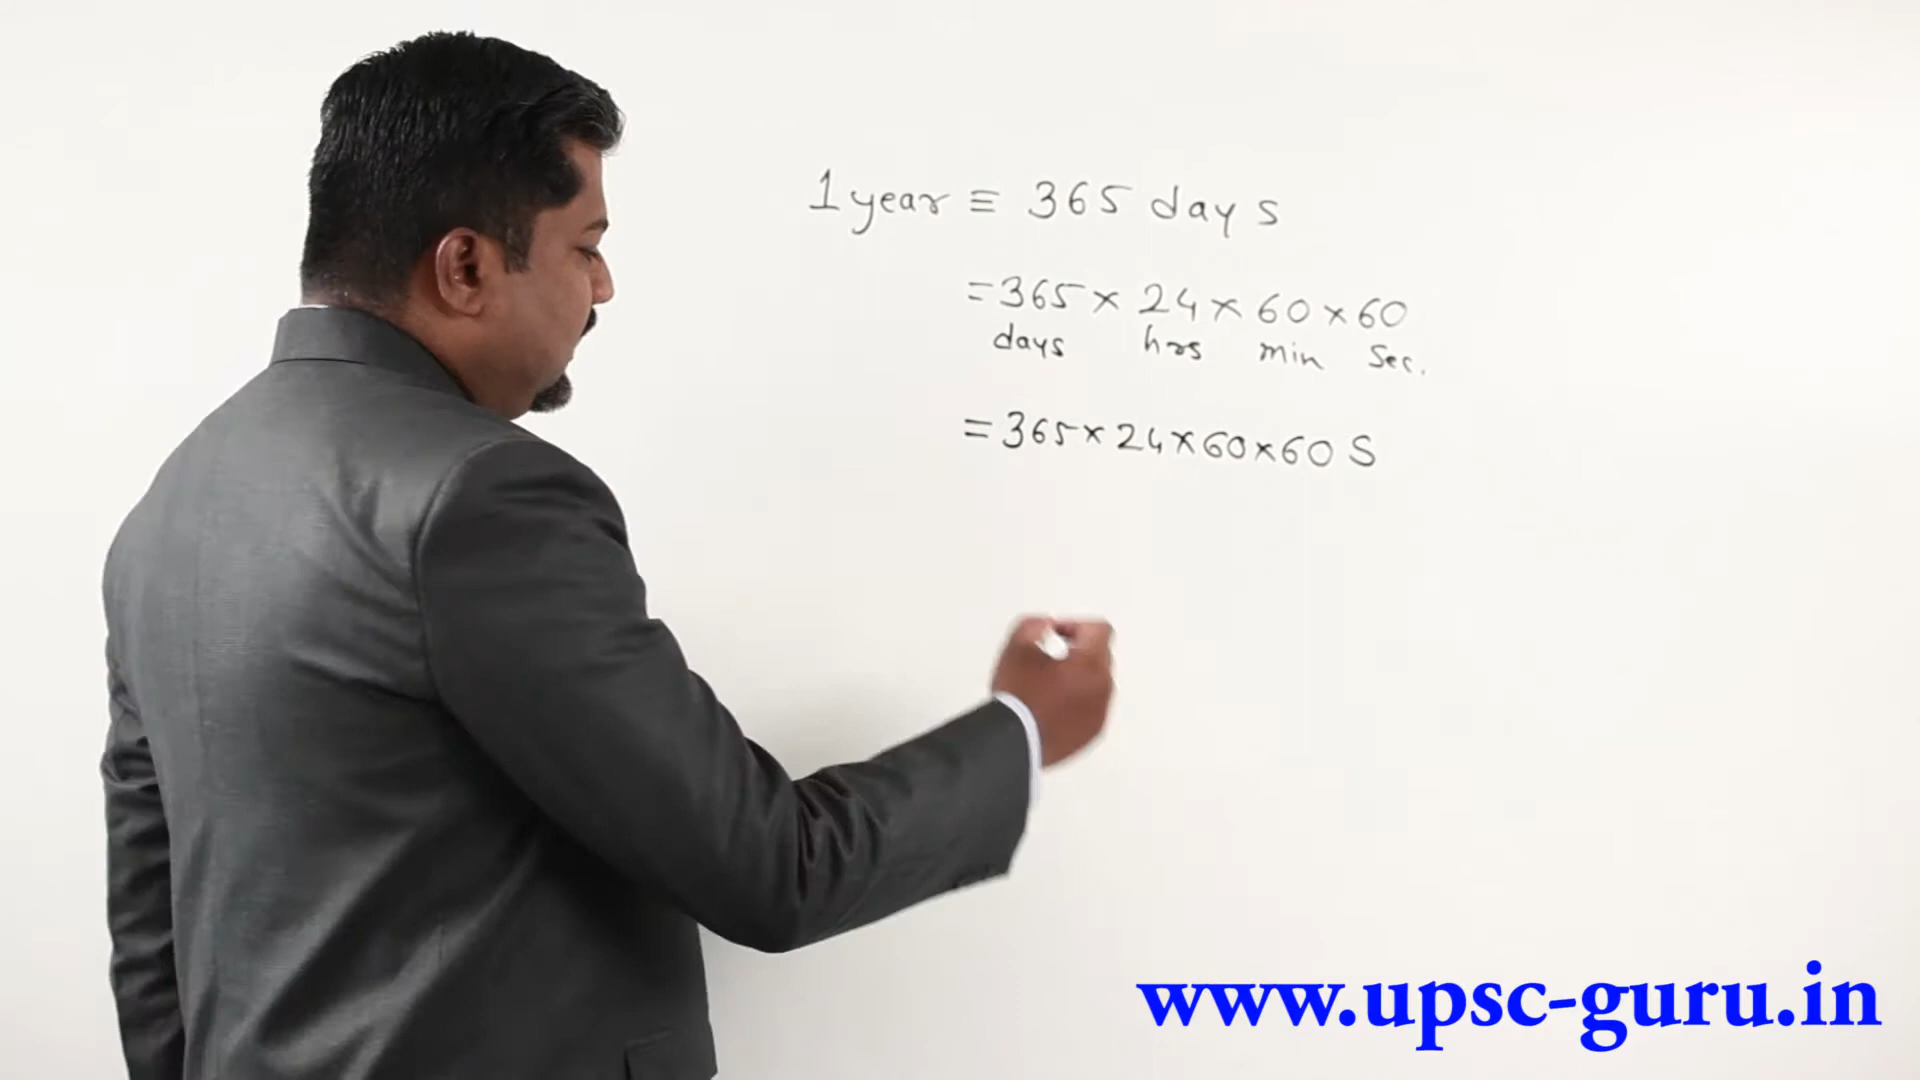 1 year ≡ 365 days
= 365 × 24 × 60 × 60
days hrs min Sec.
= 365 × 24 × 60 × 60 S
www.upsc-guru.in